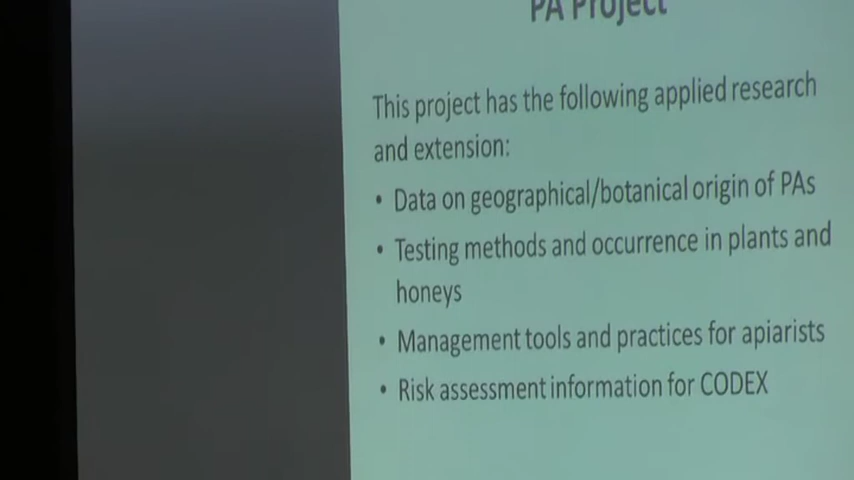 PA Project
This project has the following applied research
and extension:
• Data on geographical/botanical origin of PAs
• Testing methods and occurrence in plants and
honeys
• Management tools and practices for apiarists
• Risk assessment information for CODEX